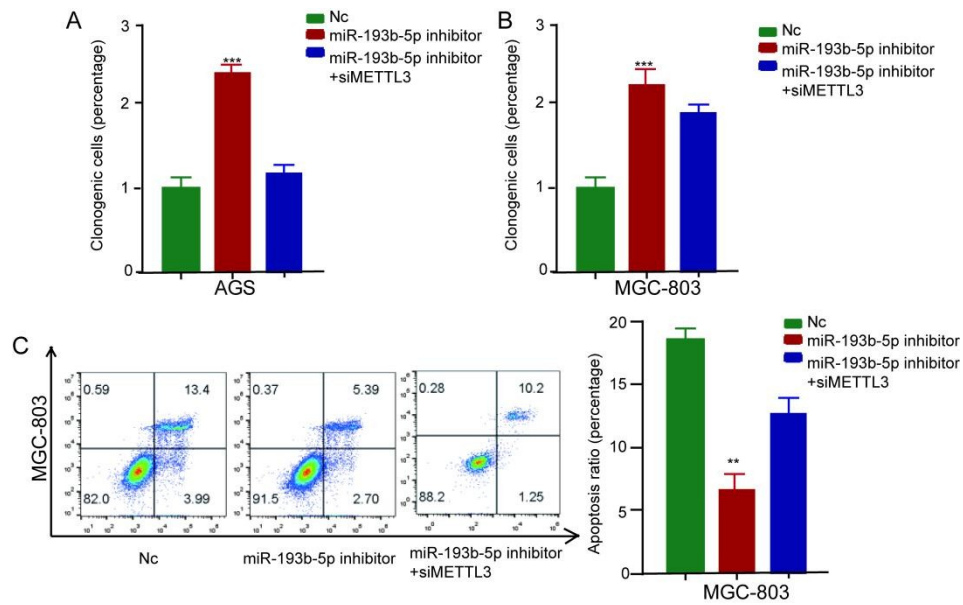 A
Nc
miR-193b-5p inhibitor
miR-193b-5p inhibitor
+siMETTL3
Clonogenic cells (percentage)
3
2
1
0
***
AGS
B
Nc
miR-193b-5p inhibitor
miR-193b-5p inhibitor
+siMETTL3
Clonogenic cells (percentage)
3
2
1
0
***
MGC-803
C
MGC-803
0.59 13.4
82.0 3.99
0.37 5.39
91.5 2.70
0.28 10.2
88.2 1.25
Nc
miR-193b-5p inhibitor
miR-193b-5p inhibitor
+siMETTL3
Nc
miR-193b-5p inhibitor
miR-193b-5p inhibitor
+siMETTL3
Apoptosis ratio (percentage)
20
15
10
5
0
**
MGC-803